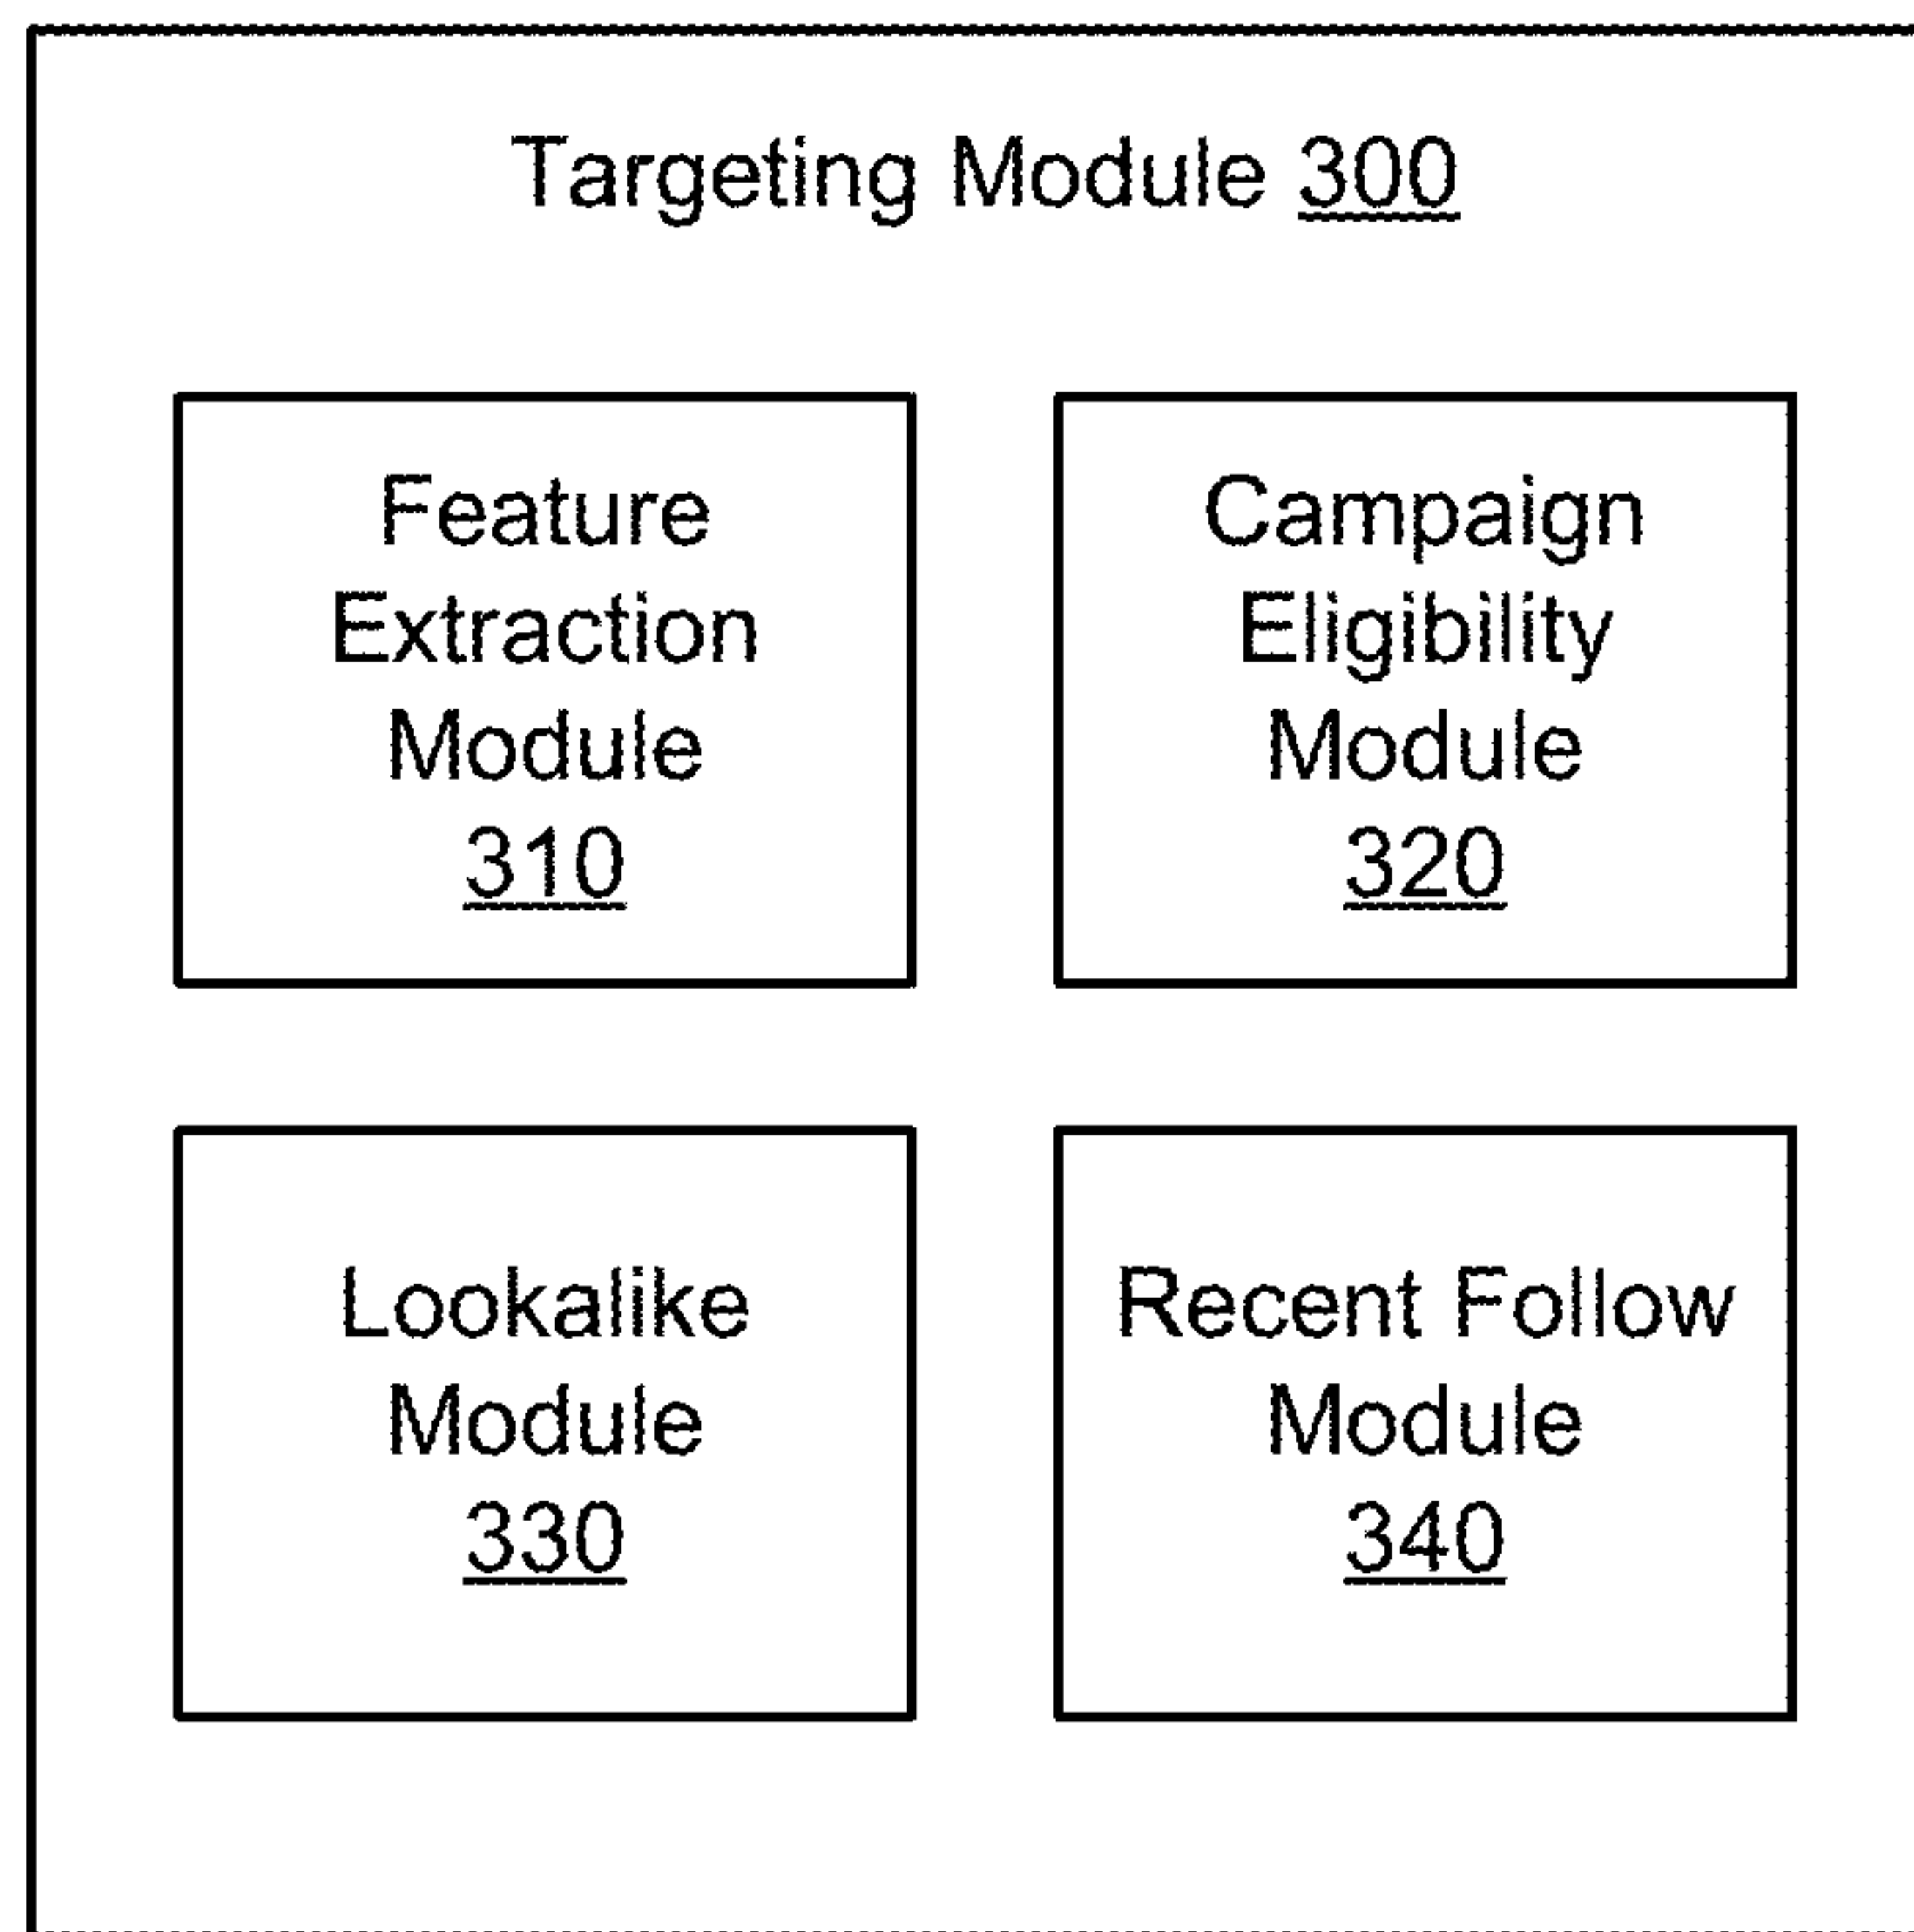 Targeting Module 300
Feature
Extraction
Module
310
Campaign
Eligibility
Module
320
Lookalike
Module
330
Recent Follow
Module
340